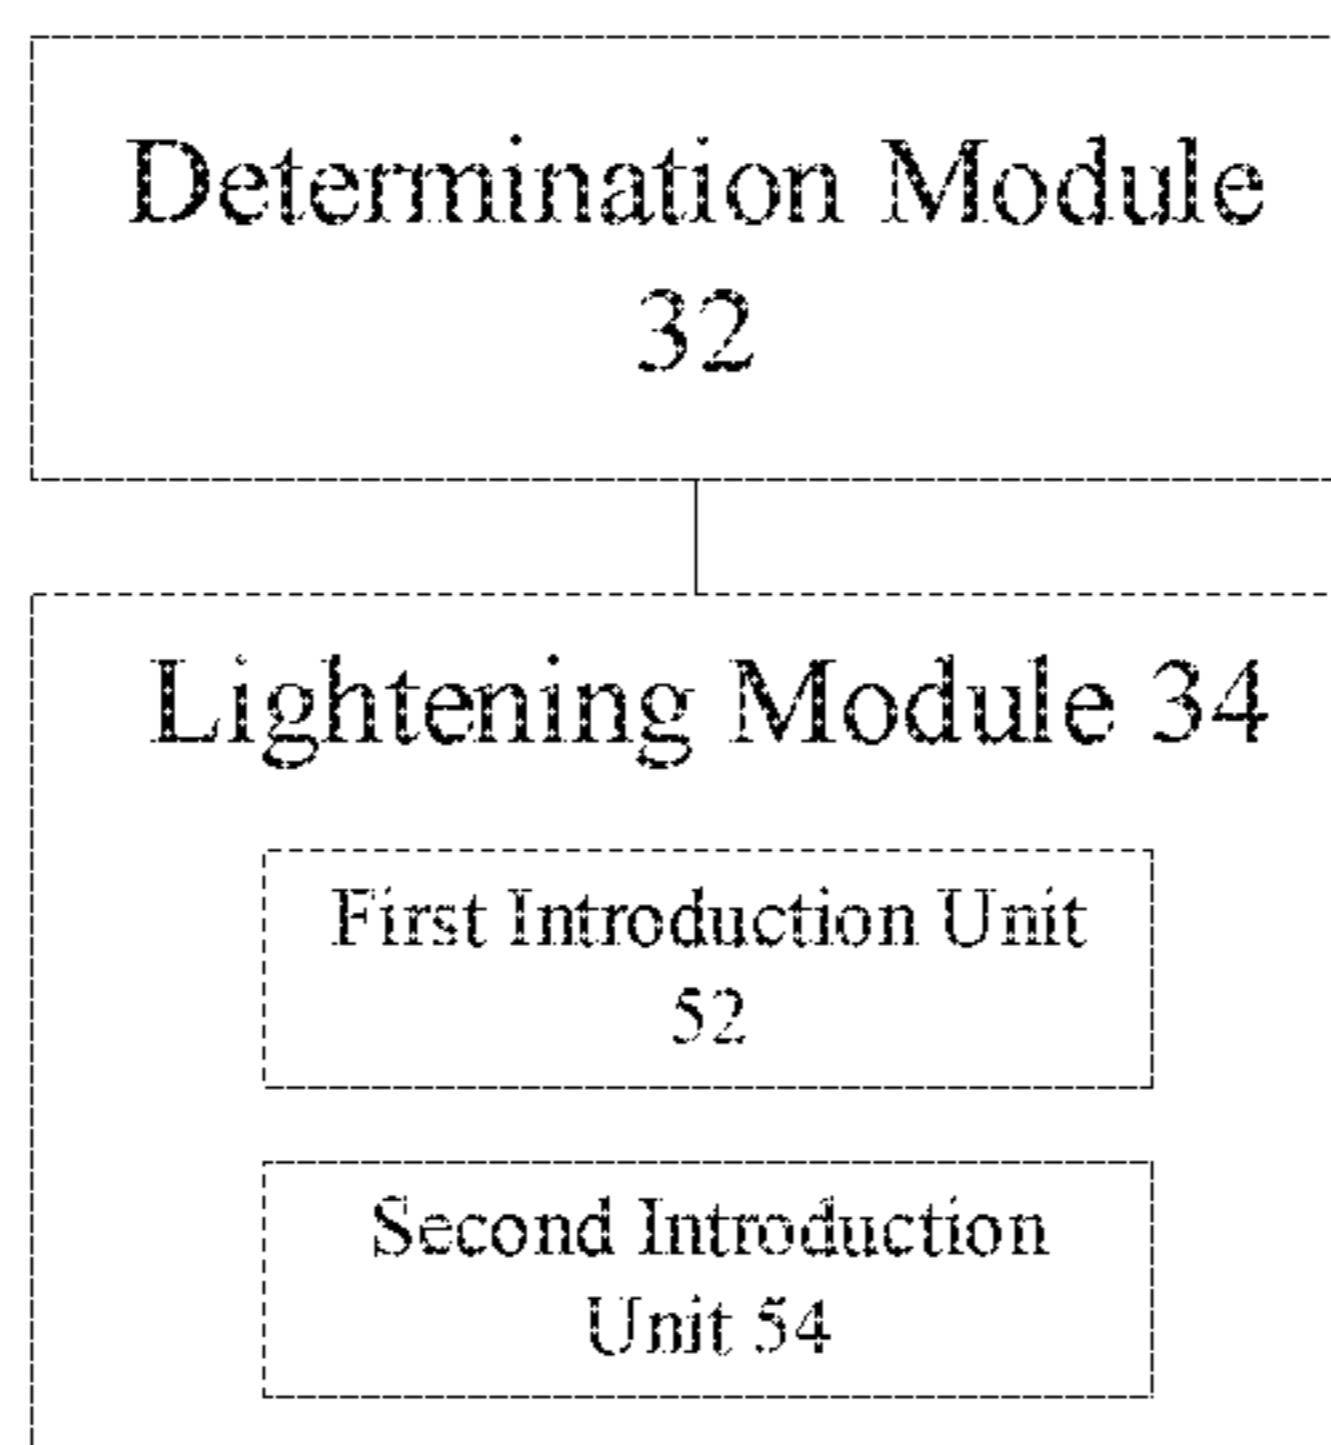 Determination Module
32
Lightening Module 34
First Introduction Unit
52
Second Introduction
Unit 54